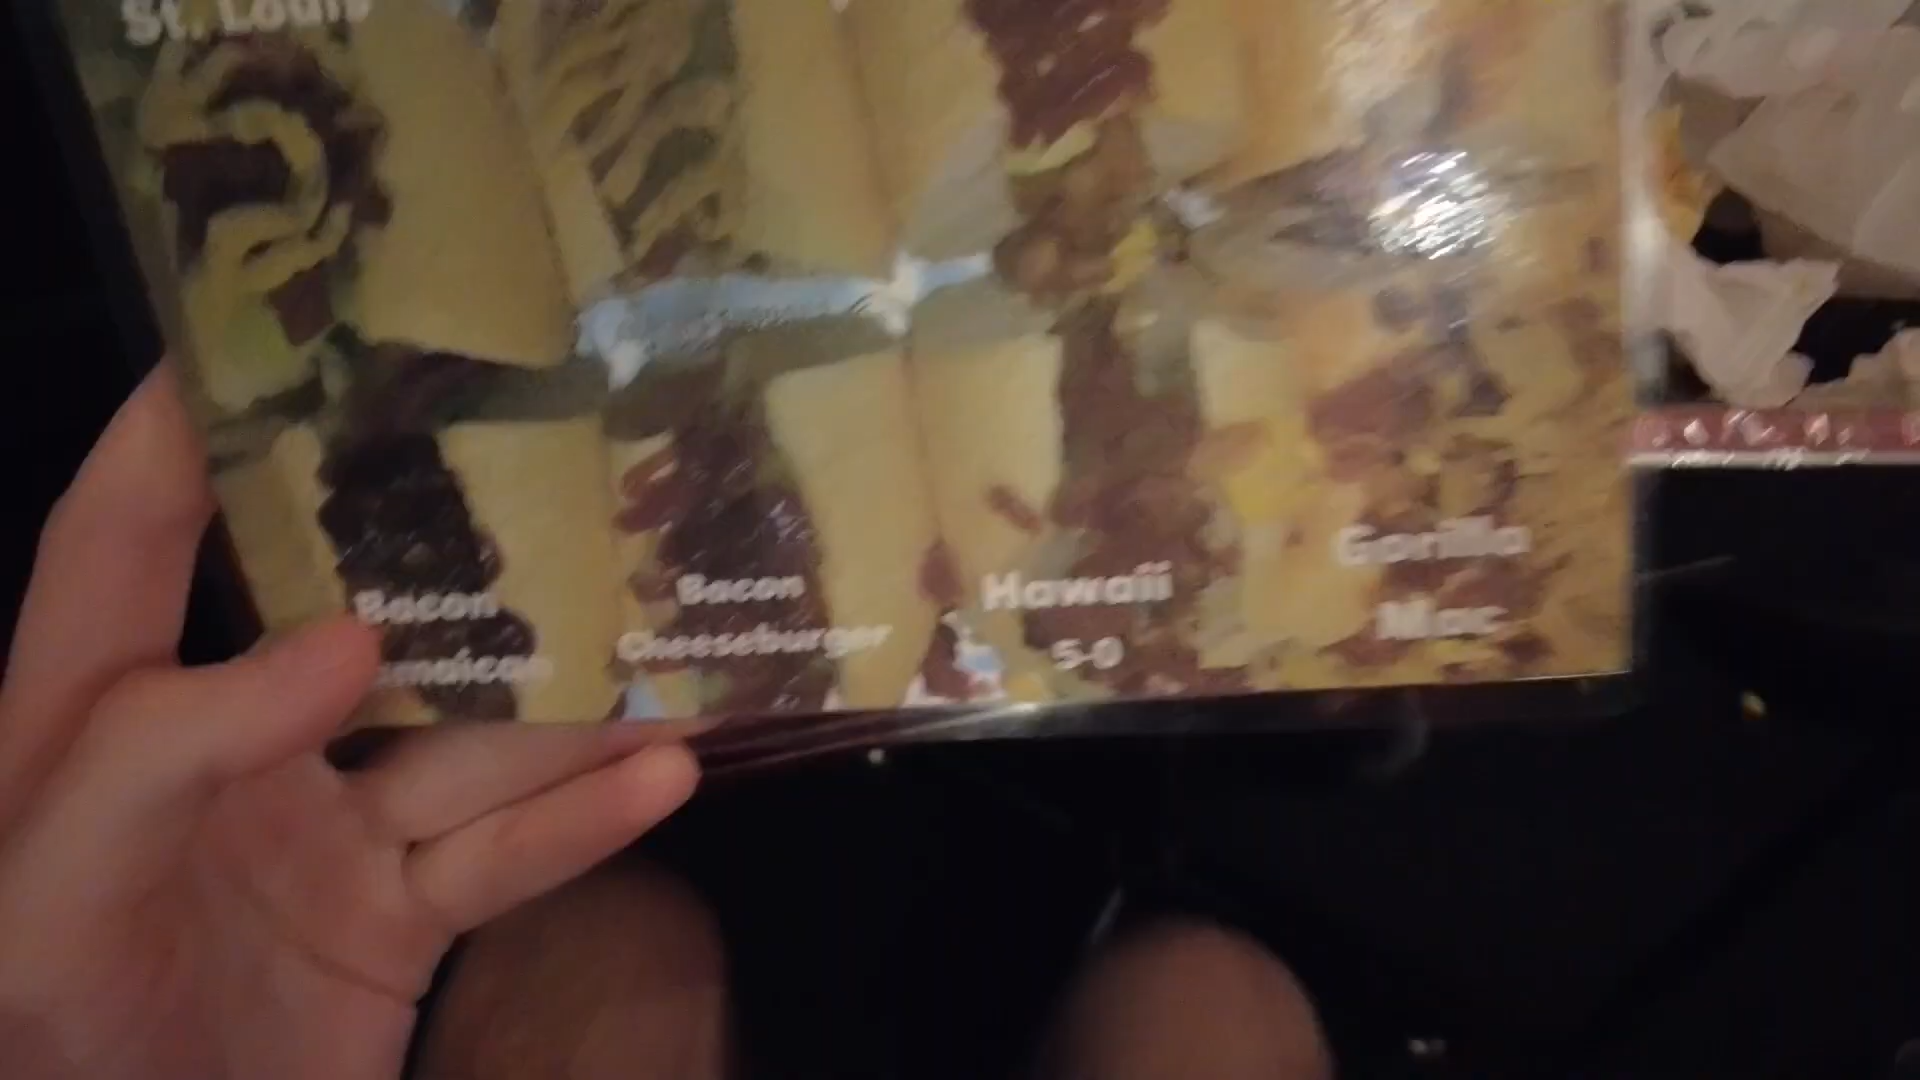 St. Louis
Bacon
Bacon
Cheeseburger
Hawaii
5-0
Gorilla
Mac